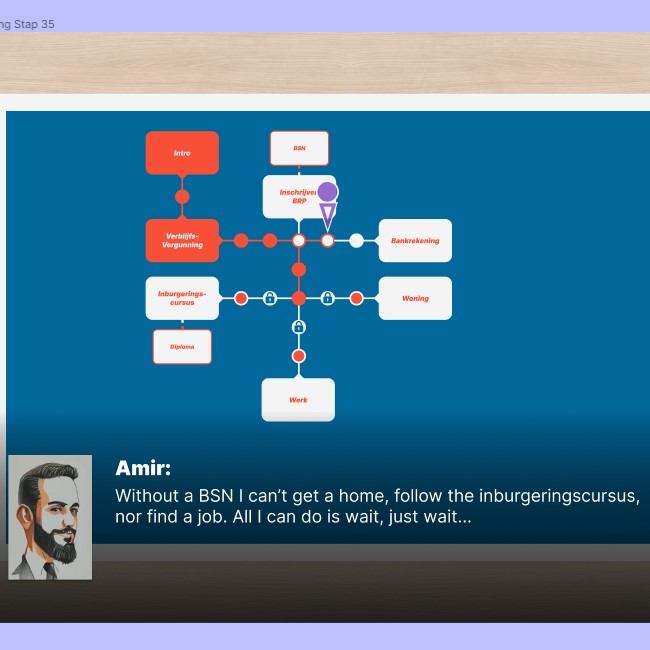 ng Stap 35
BSN
Intro
BRP
Verblijfs-
Vergunning
Bankrekening
Inburgerings-
cursus
Woning
Diploma
Werk
Amir:
Without a BSN I can’t get a home, follow the inburgeringscursus,
nor find a job. All I can do is wait, just wait...